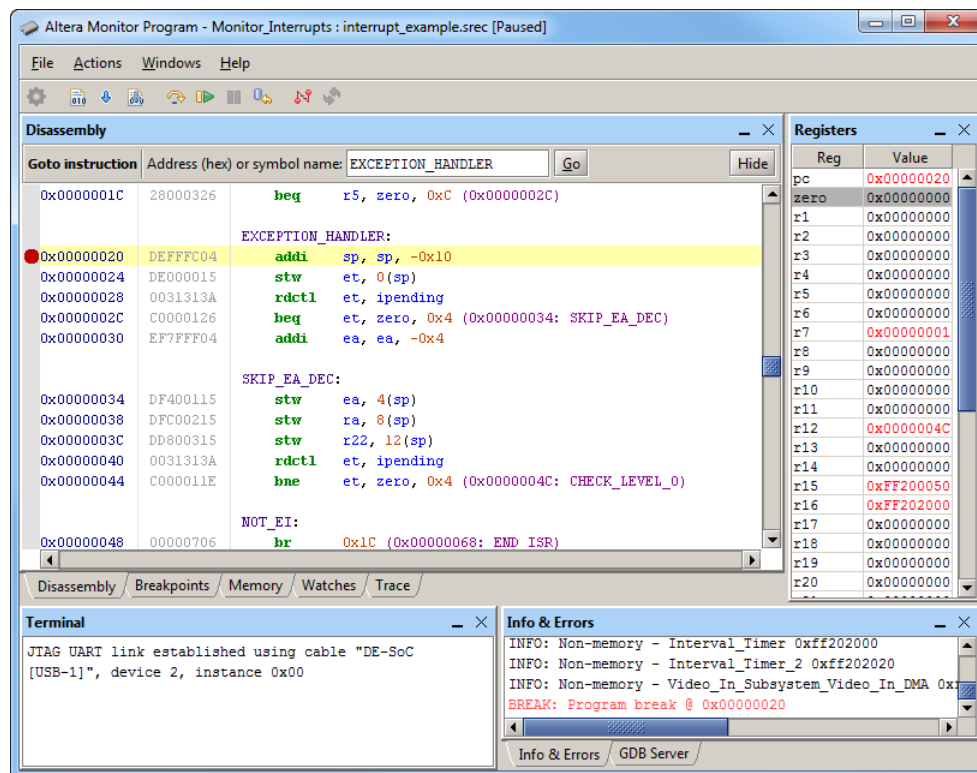 Altera Monitor Program - Monitor_Interrupts : interrupt_example.srec [Paused]
File Actions Windows Help
Disassembly
Goto instruction Address (hex) or symbol name: EXCEPTION_HANDLER Go Hide
0x0000001C 28000326 beq r5, zero, 0xC (0x0000002C)
EXCEPTION_HANDLER:
0x00000020 DEFFFC04 addi sp, sp, -0x10
0x00000024 DE000015 stw et, 0(sp)
0x00000028 0031313A rdctl et, ipending
0x0000002C C0000126 beq et, zero, 0x4 (0x00000034: SKIP_EA_DEC)
0x00000030 EF7FFF04 addi ea, ea, -0x4
SKIP_EA_DEC:
0x00000034 DF400115 stw ea, 4(sp)
0x00000038 DFC00215 stw ra, 8(sp)
0x0000003C DD800315 stw r22, 12(sp)
0x00000040 0031313A rdctl et, ipending
0x00000044 C000011E bne et, zero, 0x4 (0x0000004C: CHECK_LEVEL_0)
NOT_EI:
0x00000048 00000706 br 0x1C (0x00000068: END ISR)
Disassembly Breakpoints Memory Watches Trace
Registers
Reg Value
pc 0x00000020
zero 0x00000000
r1 0x00000000
r2 0x00000000
r3 0x00000000
r4 0x00000000
r5 0x00000000
r6 0x00000000
r7 0x00000001
r8 0x00000000
r9 0x00000000
r10 0x00000000
r11 0x00000000
r12 0x0000004C
r13 0x00000000
r14 0x00000000
r15 0xFF200050
r16 0xFF202000
r17 0x00000000
r18 0x00000000
r19 0x00000000
r20 0x00000000
Terminal
JTAG UART link established using cable "DE-SoC
[USB-1]", device 2, instance 0x00
Info & Errors
INFO: Non-memory - Interval_Timer 0xff202000
INFO: Non-memory - Interval_Timer_2 0xff202020
INFO: Non-memory - Video_In_Subsystem_Video_In_DMA
BREAK: Program break @ 0x00000020
Info & Errors GDB Server